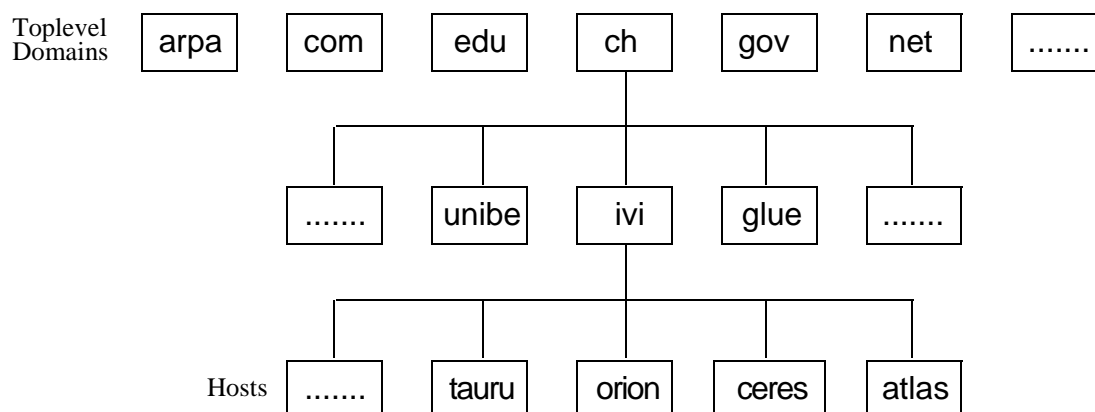 Toplevel
Domains
arpa com edu ch gov net .......
....... unibe ivi glue .......
Hosts ....... tauru orion ceres atlas